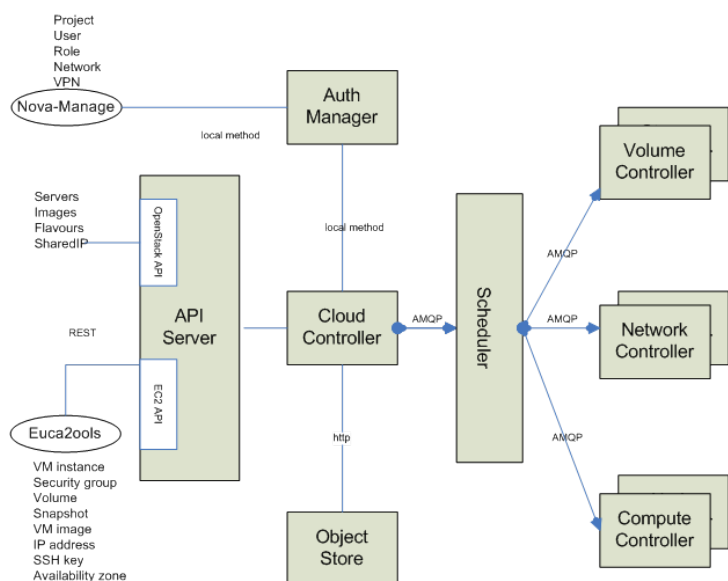 Project
User
Role
Network
VPN
Nova-Manage
Auth
Manager
local method
Servers
Images
Flavours
SharedIP
OpenStack API
API
Server
REST
EC2 API
Euca2ools
VM instance
Security group
Volume
Snapshot
VM image
IP address
SSH key
Availability zone
local method
Cloud
Controller
AMQP
http
Object
Store
Scheduler
AMQP
Volume
Controller
AMQP
Network
Controller
AMQP
Compute
Controller